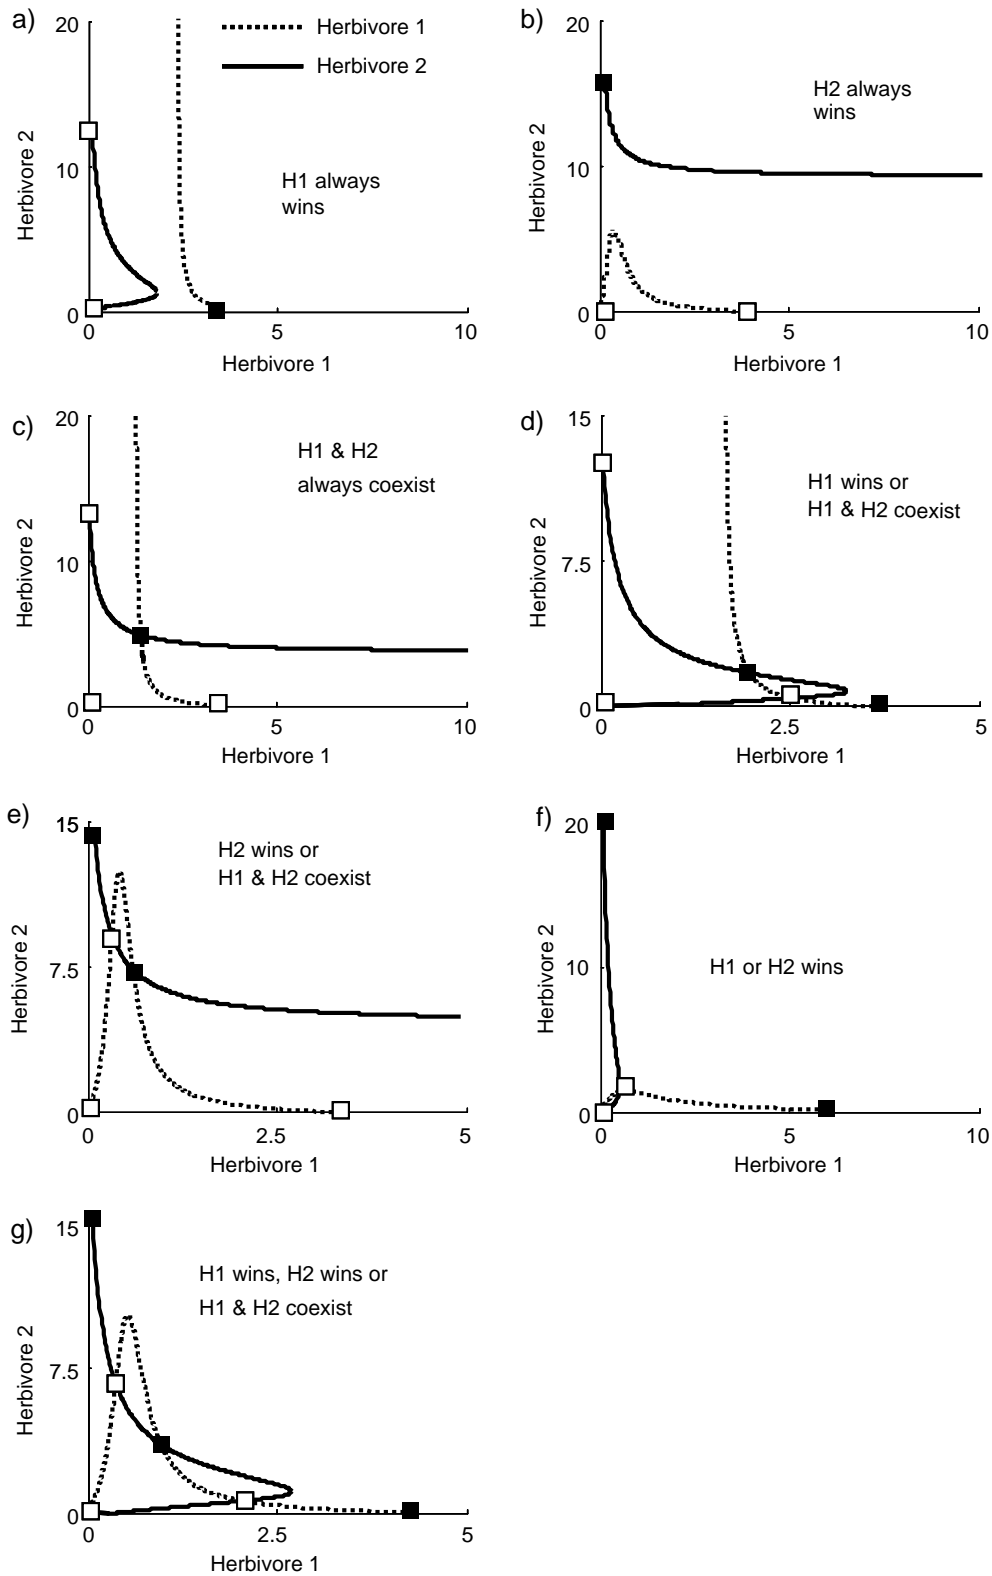 a)
20
10
0
0
5
10
Herbivore 2
Herbivore 1
Herbivore 1
Herbivore 2
H1 always
wins
b)
20
10
0
0
5
10
Herbivore 2
Herbivore 1
H2 always
wins
c)
20
10
0
0
5
10
Herbivore 2
Herbivore 1
H1 & H2
always coexist
d)
15
7.5
0
0
2.5
5
Herbivore 2
Herbivore 1
H1 wins or
H1 & H2 coexist
e)
15
7.5
0
0
2.5
5
Herbivore 2
Herbivore 1
H2 wins or
H1 & H2 coexist
f)
20
10
0
0
5
10
Herbivore 2
Herbivore 1
H1 or H2 wins
g)
15
7.5
0
0
2.5
5
Herbivore 2
Herbivore 1
H1 wins, H2 wins or
H1 & H2 coexist